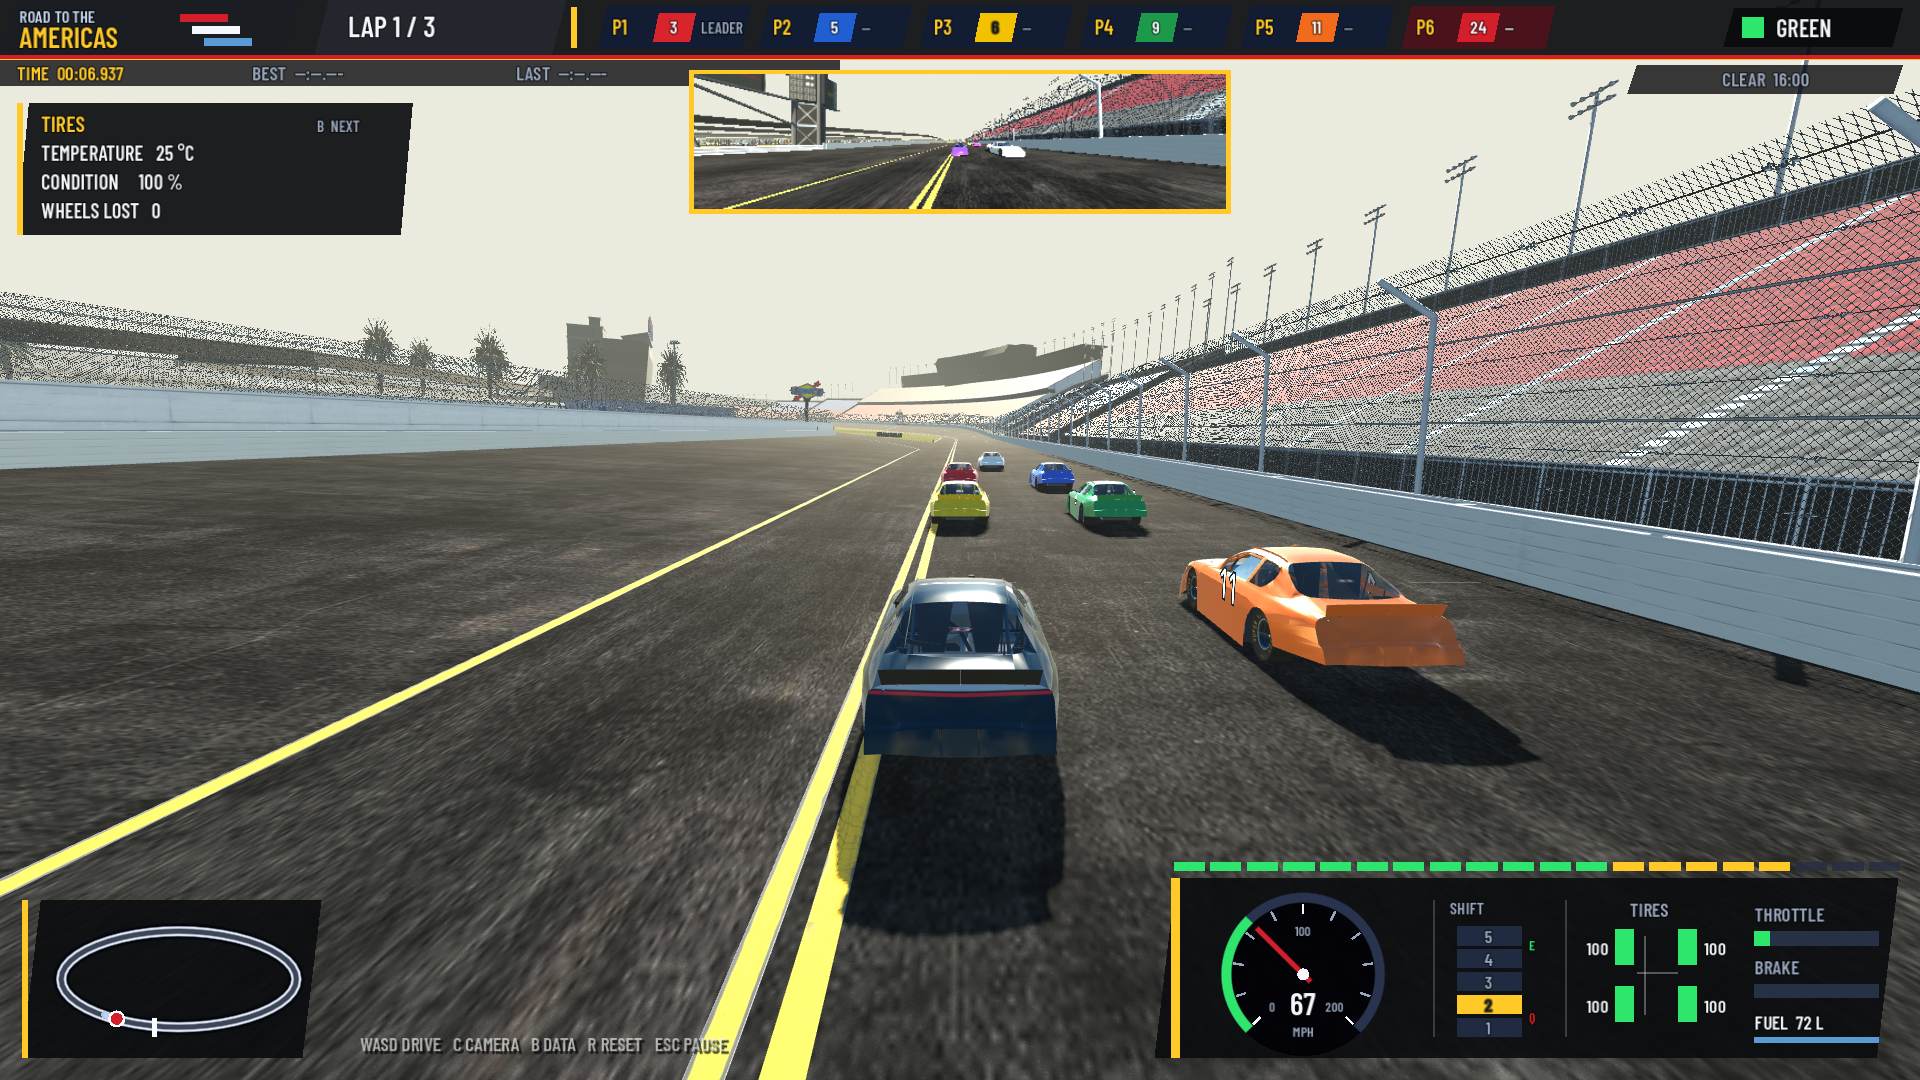 ROAD TO THE
AMERICAS
LAP 1 / 3
P1 3 LEADER P2 5 – P3 6 – P4 9 – P5 11 – P6 24 –
GREEN
TIME 00:06.937 BEST –:––.––– LAST –:––.–––
CLEAR 16:00
TIRES B NEXT
TEMPERATURE 25 °C
CONDITION 100 %
WHEELS LOST 0
11
SHIFT
5
4
3
2
1
E
Q
100
0 67 200
MPH
TIRES
100 100
100 100
THROTTLE
BRAKE
FUEL 72 L
WASD DRIVE C CAMERA B DATA R RESET ESC PAUSE